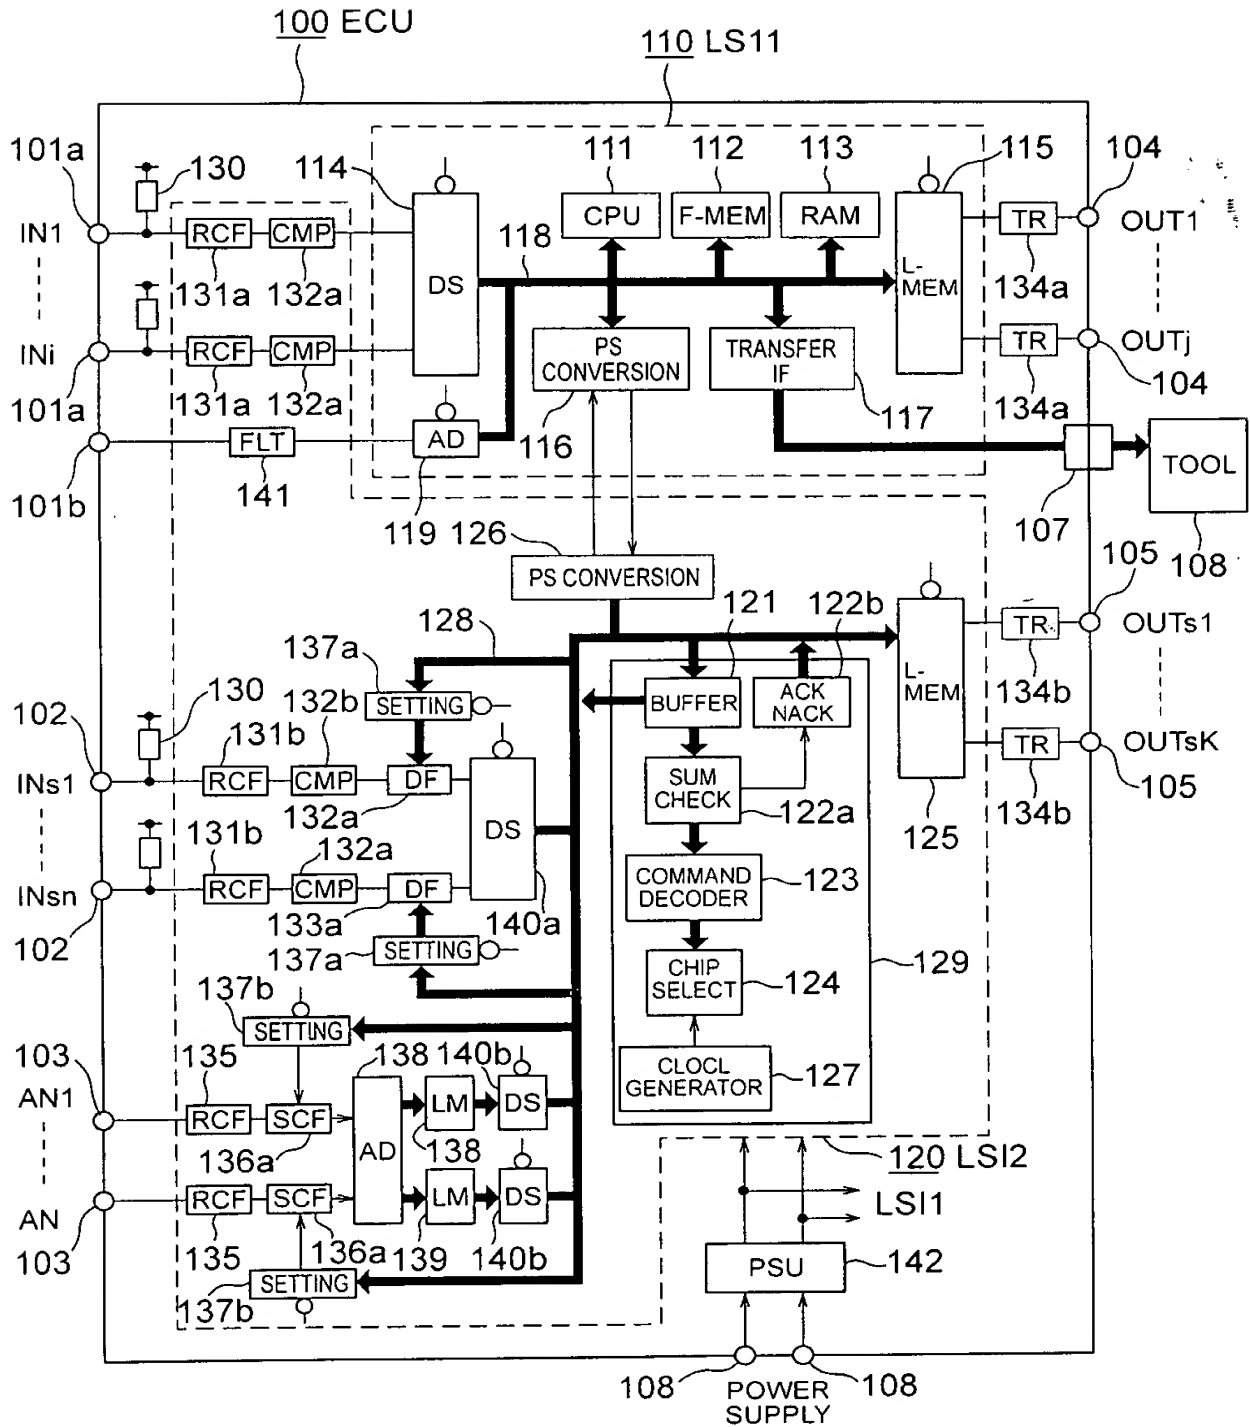 100 ECU
110 LS11
101a
130
114
111
112
113
115
104
CPU
F-MEM
RAM
IN1
RCF
CMP
118
TR
OUT1
131a
132a
DS
L-MEM
134a
INi
RCF
CMP
PS CONVERSION
TRANSFER IF
TR
OUTj
101a
131a
132a
116
117
134a
104
FLT
AD
TOOL
101b
141
119
107
108
126
PS CONVERSION
105
128
121
122b
TR
OUTs1
137a
SETTING
BUFFER
ACK NACK
L-MEM
134b
102
130
131b
132b
TR
OUTsK
INs1
RCF
CMP
DF
SUM CHECK
132a
DS
122a
125
134b
105
131b
132a
COMMAND DECODER
123
INsn
RCF
CMP
DF
133a
140a
102
SETTING
137a
CHIP SELECT
124
129
137b
SETTING
CLOCL GENERATOR
127
103
135
138
140b
AN1
RCF
SCF
LM
DS
136a
AD
138
120 LSI2
AN
RCF
SCF
LM
DS
LSI1
103
135
136a
139
140b
PSU
142
SETTING
137b
108
108
POWER SUPPLY